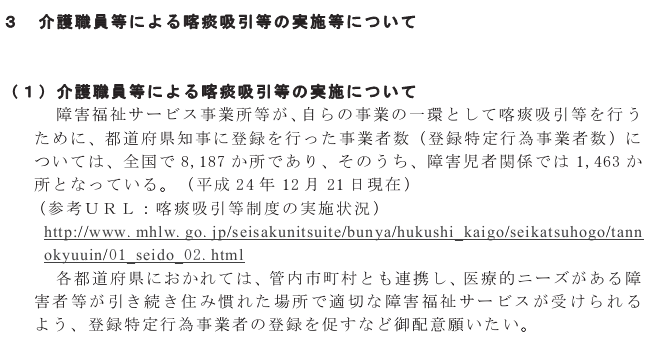 ３　介護職員等による喀痰吸引等の実施等について
（１）介護職員等による喀痰吸引等の実施について
障害福祉サービス事業所等が、自らの事業の一環として喀痰吸引等を行う
ために、都道府県知事に登録を行った事業者数（登録特定行為事業者数）に
ついては、全国で 8,187 か所であり、そのうち、障害児者関係では 1,463 か
所となっている。（平成 24 年 12 月 21 日現在）
（参考ＵＲＬ：喀痰吸引等制度の実施状況）
http://www.mhlw.go.jp/seisakunitsuite/bunya/hukushi_kaigo/seikatsuhogo/tann
okyuuin/01_seido_02.html
各都道府県におかれては、管内市町村とも連携し、医療的ニーズがある障
害者等が引き続き住み慣れた場所で適切な障害福祉サービスが受けられる
よう、登録特定行為事業者の登録を促すなど御配意願いたい。